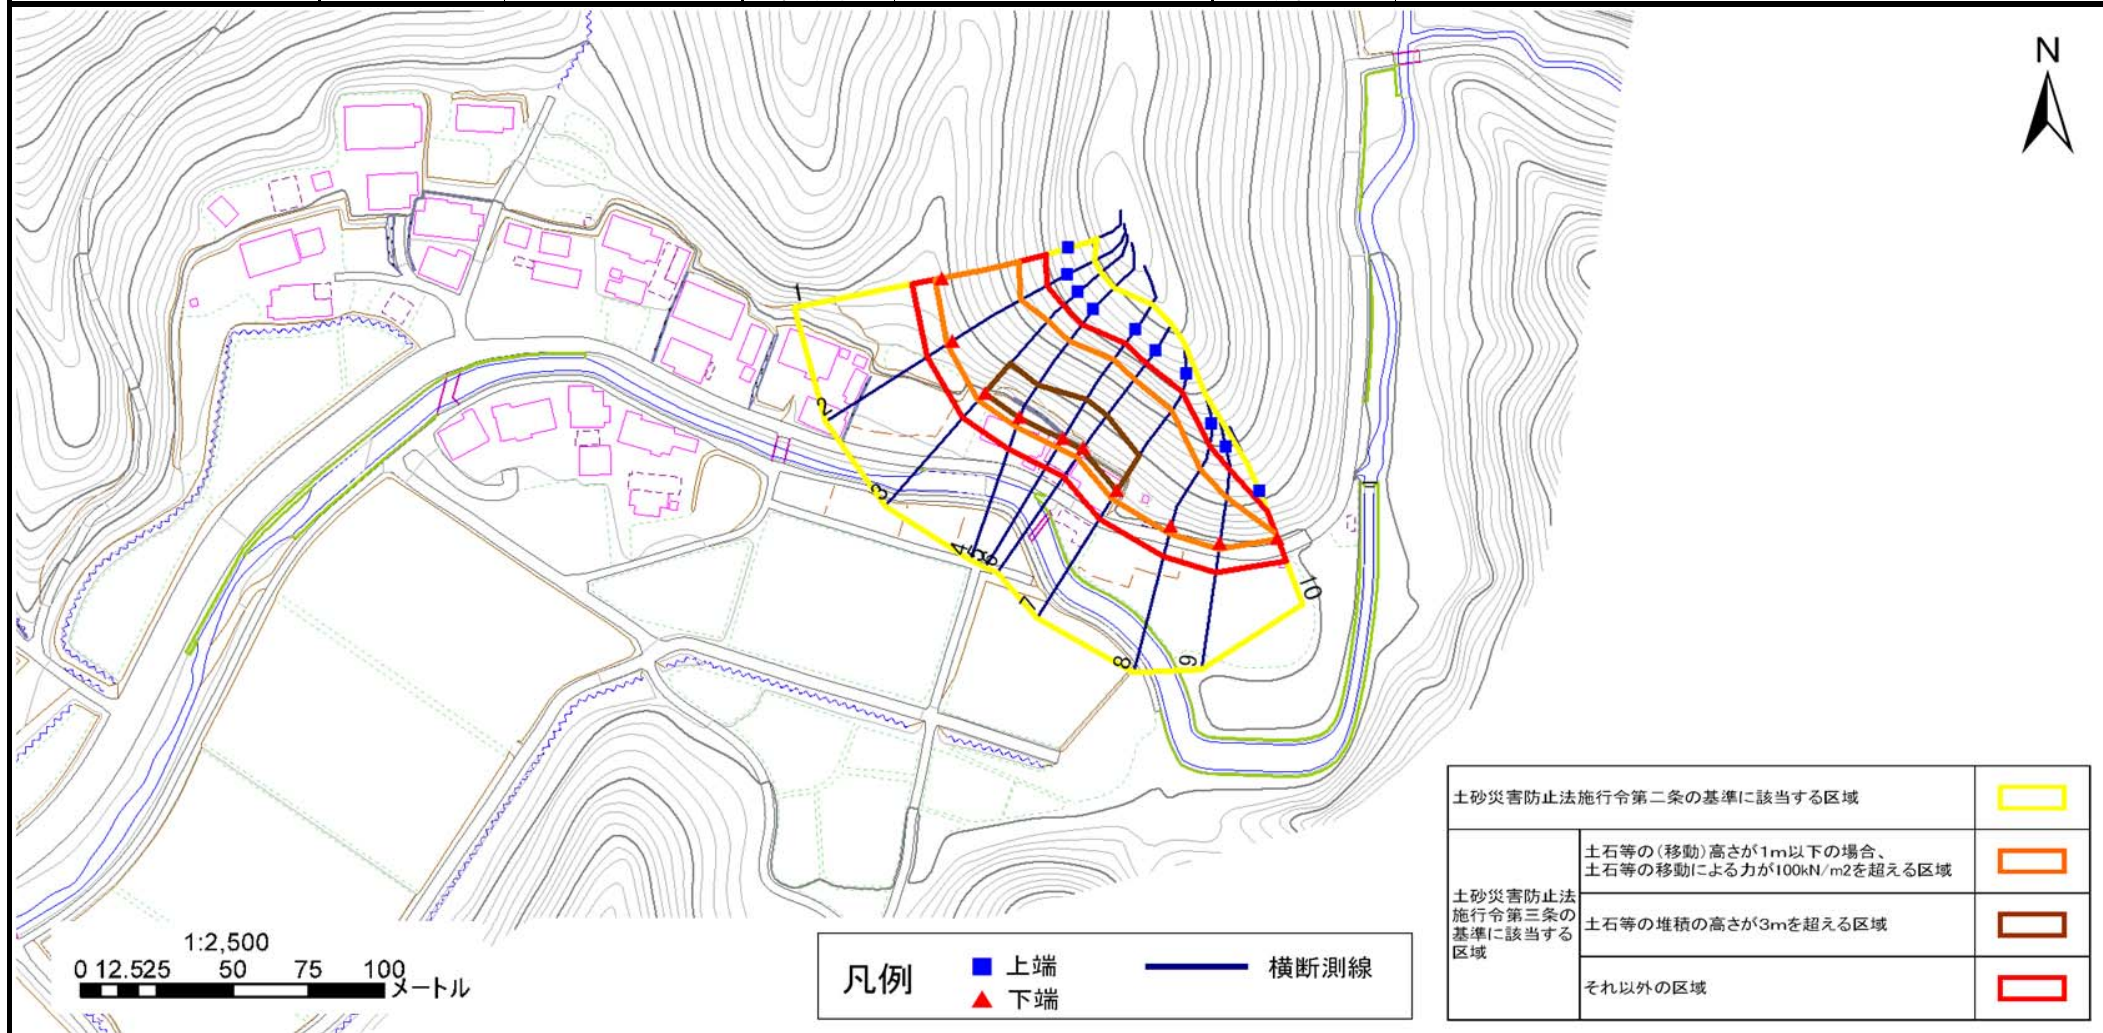 N
1
2
3
4
5
6
7
8
9
10
土砂災害防止法施行令第二条の基準に該当する区域
土砂災害防止法
施行令第三条の
基準に該当する
区域
土石等の(移動)高さが1m以下の場合、
土石等の移動による力が100kN/m2を超える区域
土石等の堆積の高さが3mを超える区域
それ以外の区域
1:2,500
0 12.525 50 75 100
メートル
凡例
上端
下端
横断測線